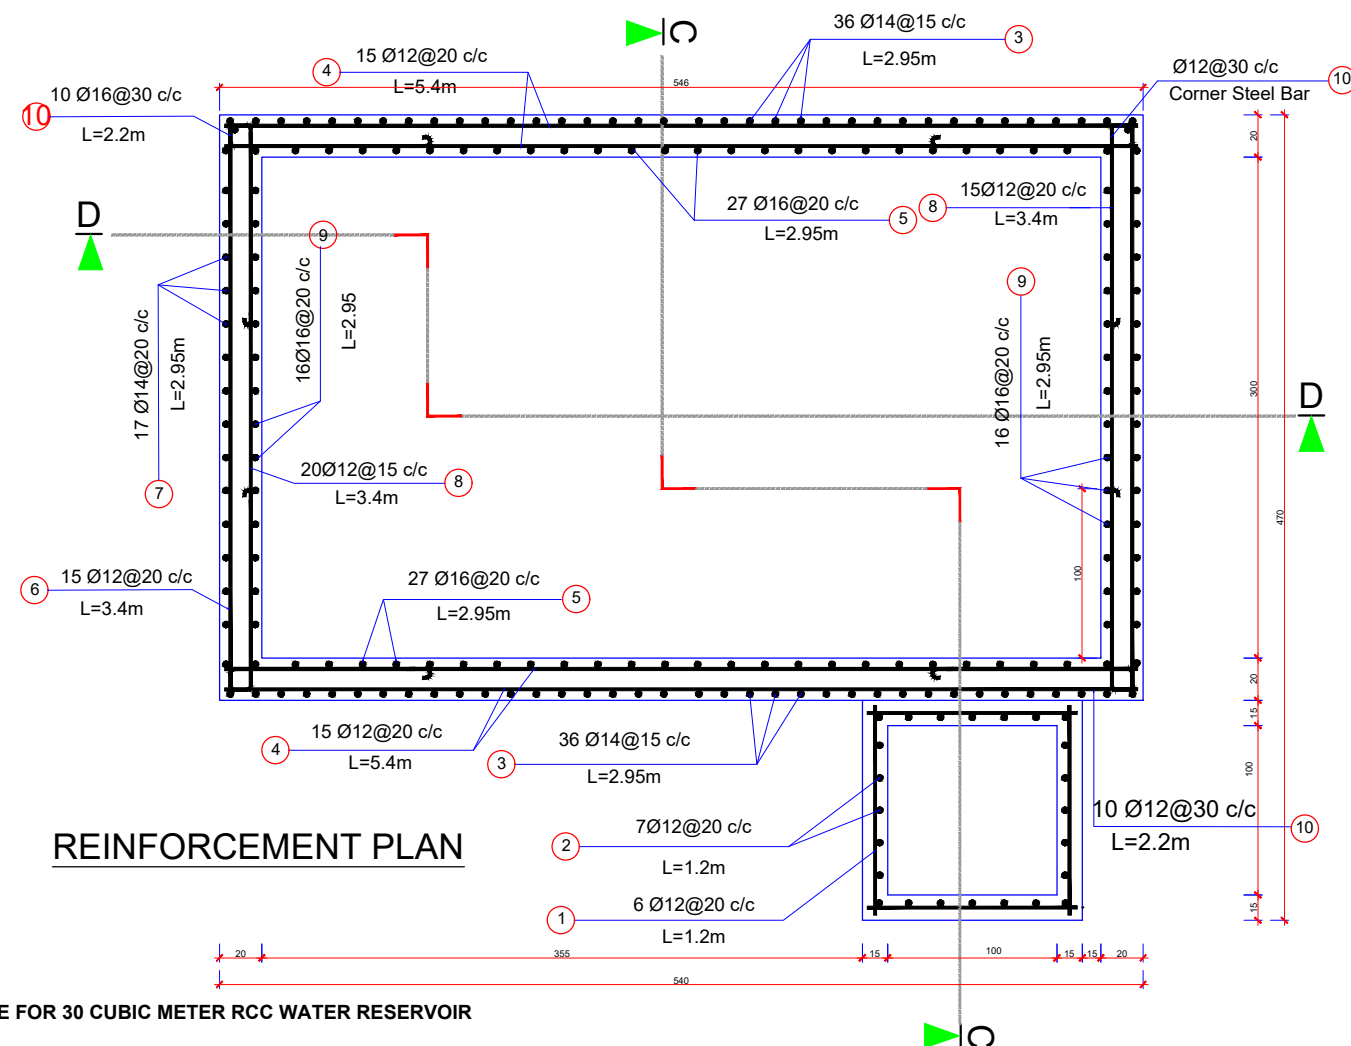 36 Ø14@15 c/c
3
L=2.95m
C
15 Ø12@20 c/c
4
L=5.4m
546
Ø12@30 c/c
10
Corner Steel Bar
10 Ø16@30 c/c
10
L=2.2m
20
D
27 Ø16@20 c/c
5
L=2.95m
8
15Ø12@20 c/c
L=3.4m
9
16Ø16@20 c/c
L=2.95
17 Ø14@20 c/c
L=2.95m
7
9
16 Ø16@20 c/c
L=2.95m
300
470
D
20Ø12@15 c/c
8
L=3.4m
100
6
15 Ø12@20 c/c
L=3.4m
27 Ø16@20 c/c
5
L=2.95m
20
15
4
15 Ø12@20 c/c
L=5.4m
3
36 Ø14@15 c/c
L=2.95m
100
10 Ø12@30 c/c
10
L=2.2m
2
7Ø12@20 c/c
L=1.2m
REINFORCEMENT PLAN
1
6 Ø12@20 c/c
L=1.2m
15
20
355
15
100
15
15
20
540
E FOR 30 CUBIC METER RCC WATER RESERVOIR
C